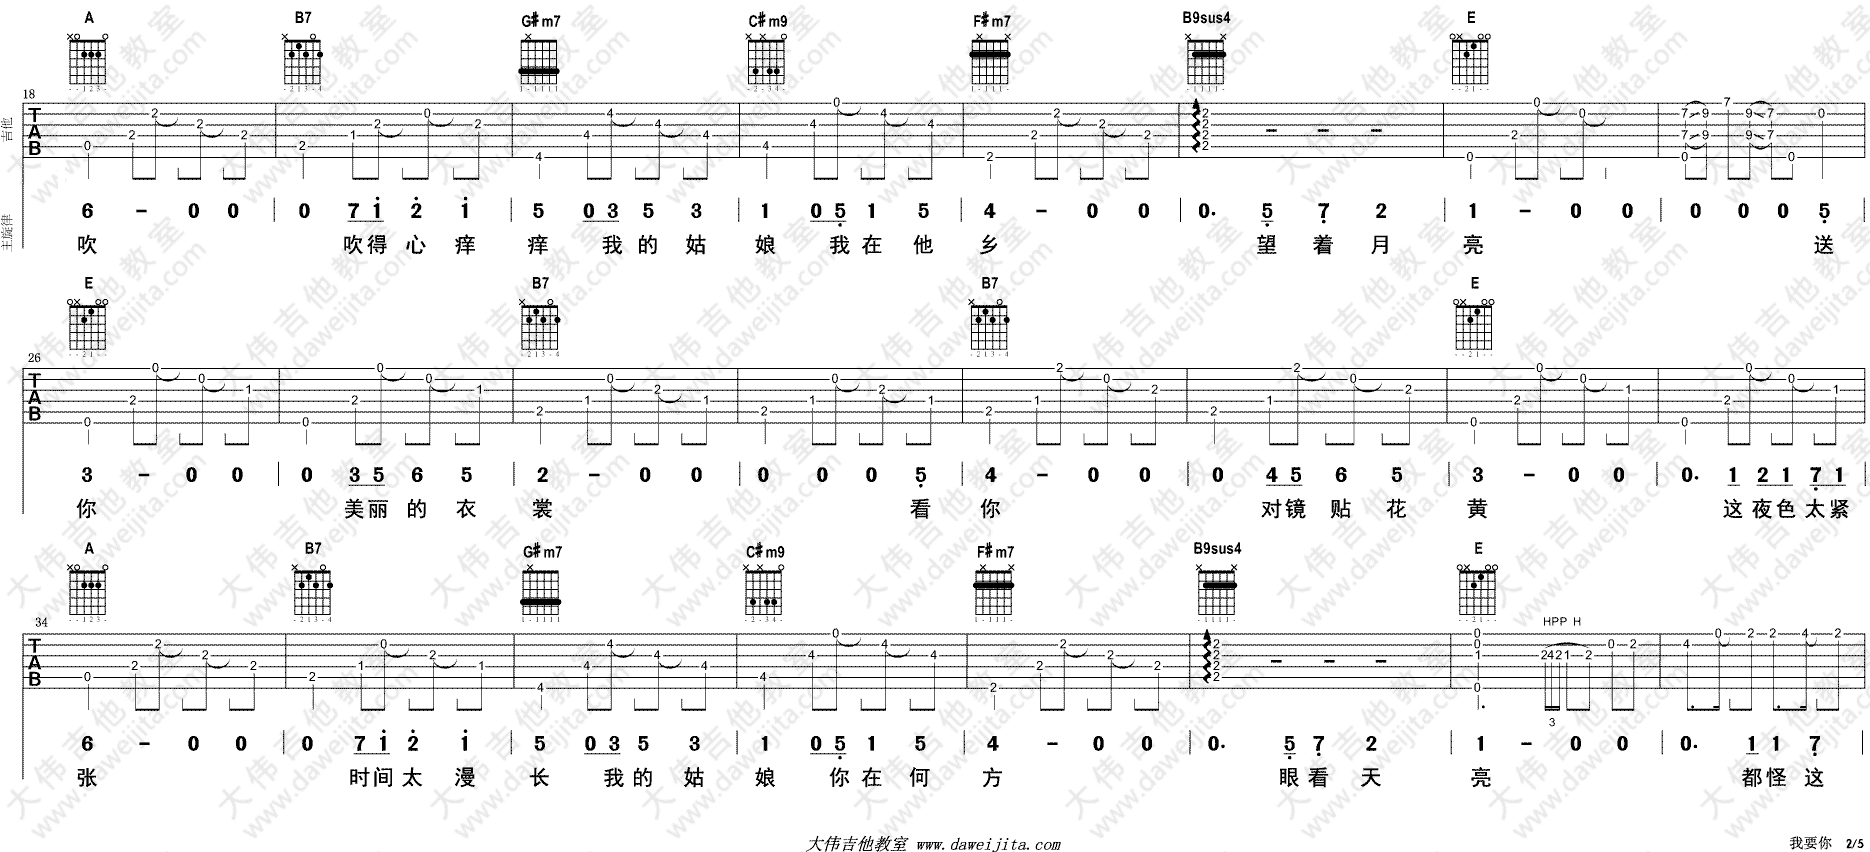 A B7 G#m7 C#m9 F#m7 B9sus4 E
18
吉他
TAB
主旋律
6 - 0 0 | 0 7 1 2 1 | 5 0 3 5 3 | 1 0 5 1 5 | 4 - 0 0 | 0. 5 7 2 | 1 - 0 0 | 0 0 0 5 |
吹 吹得 心 痒 痒 我的 姑 娘 我在 他 乡 望 着 月 亮 送
E B7 B7 E
26
TAB
3 - 0 0 | 0 3 5 6 5 | 2 - 0 0 | 0 0 0 5 | 4 - 0 0 | 0 4 5 6 5 | 3 - 0 0 | 0. 1 2 1 7 1 |
你 美丽 的 衣 裳 看 你 对镜 贴 花 黄 这 夜色 太紧
A B7 G#m7 C#m9 F#m7 B9sus4 E
34
HPP H
TAB
3
6 - 0 0 | 0 7 1 2 1 | 5 0 3 5 3 | 1 0 5 1 5 | 4 - 0 0 | 0. 5 7 2 | 1 - 0 0 | 0. 1 1 7 |
张 时间 太 漫 长 我的 姑 娘 你在 何 方 眼看 天 亮 都怪 这
大伟吉他教室 www.daweijita.com
我要你 2/5